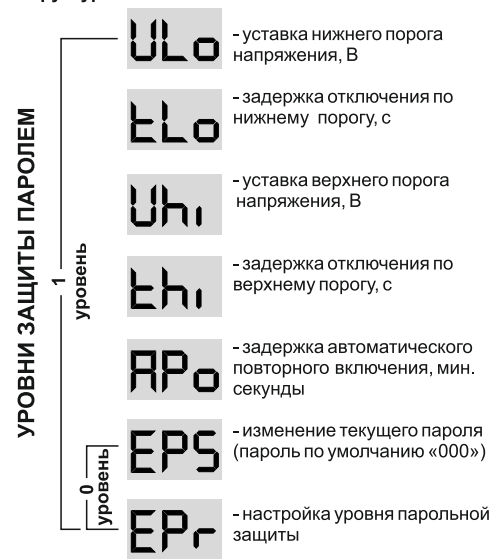 ULo
- уставка нижнего порога
напряжения, В
tLo
- задержка отключения по
нижнему порогу, с
Uhi
- уставка верхнего порога
напряжения, В
thi
- задержка отключения по
верхнему порогу, с
APo
- задержка автоматического
повторного включения, мин.
секунды
EPS
- изменение текущего пароля
(пароль по умолчанию «000»)
EPr
- настройка уровня парольной
защиты
УРОВНИ ЗАЩИТЫ ПАРОЛЕМ
1
уровень
0
уровень